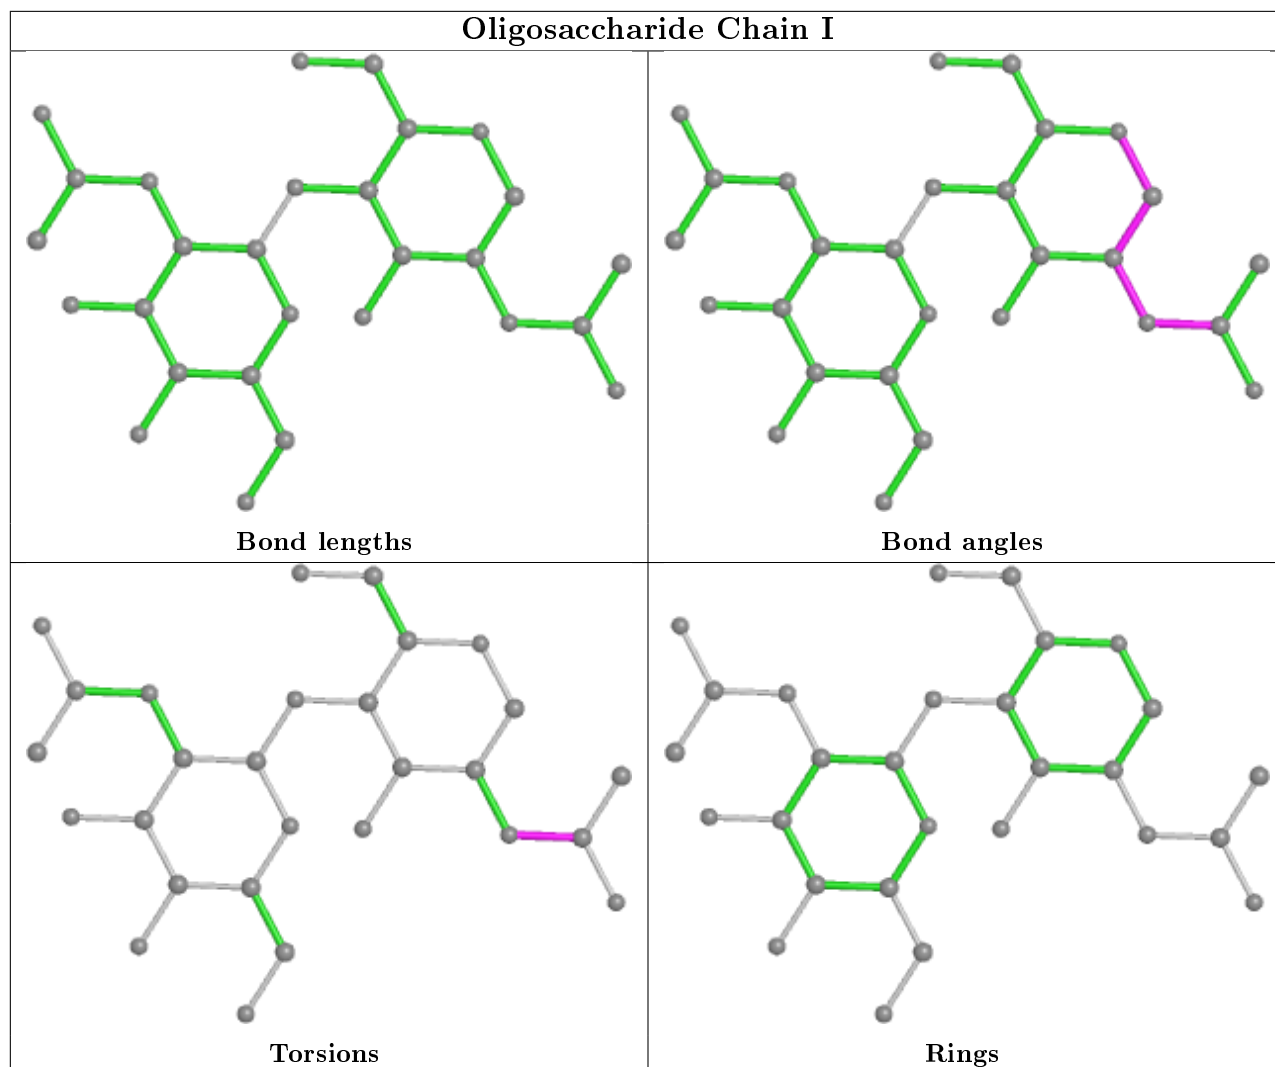 Oligosaccharide Chain I
Bond lengths
Bond angles
Torsions
Rings